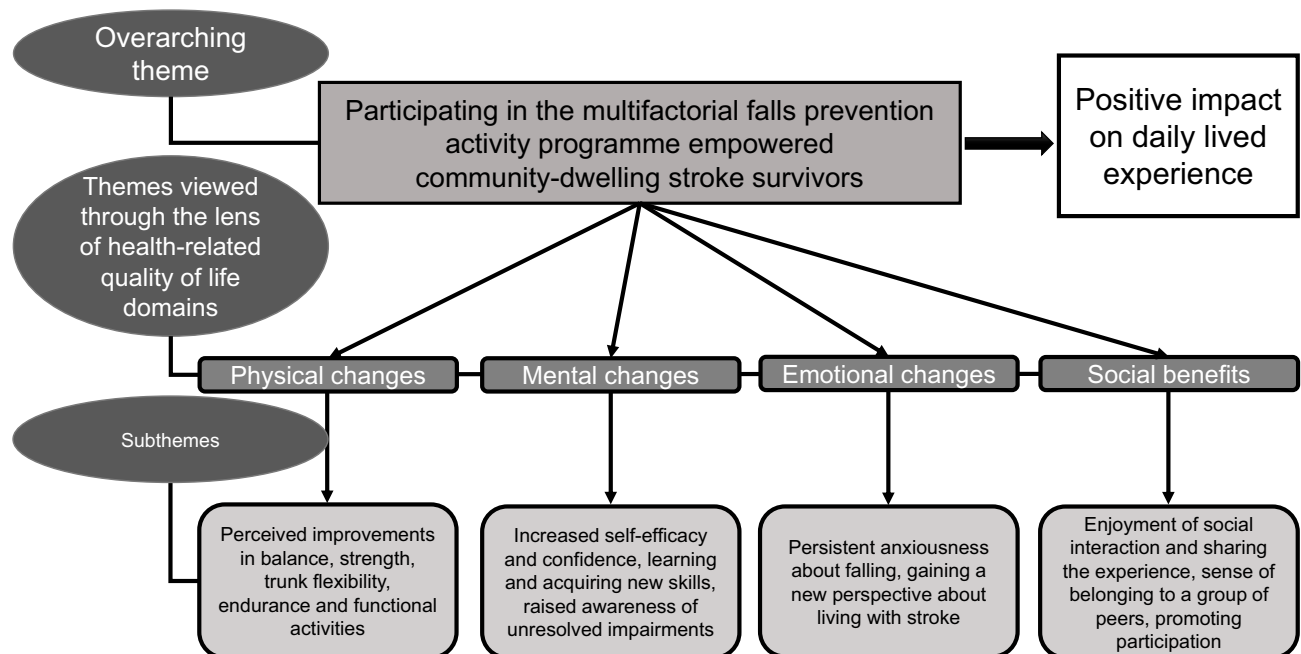 Overarching
theme
Participating in the multifactorial falls prevention
activity programme empowered
community-dwelling stroke survivors
Positive impact
on daily lived
experience
Themes viewed
through the lens
of health-related
quality of life
domains
Physical changes
Mental changes
Emotional changes
Social benefits
Subthemes
Perceived improvements
in balance, strength,
trunk flexibility,
endurance and functional
activities
Increased self-efficacy
and confidence, learning
and acquiring new skills,
raised awareness of
unresolved impairments
Persistent anxiousness
about falling, gaining a
new perspective about
living with stroke
Enjoyment of social
interaction and sharing
the experience, sense of
belonging to a group of
peers, promoting
participation